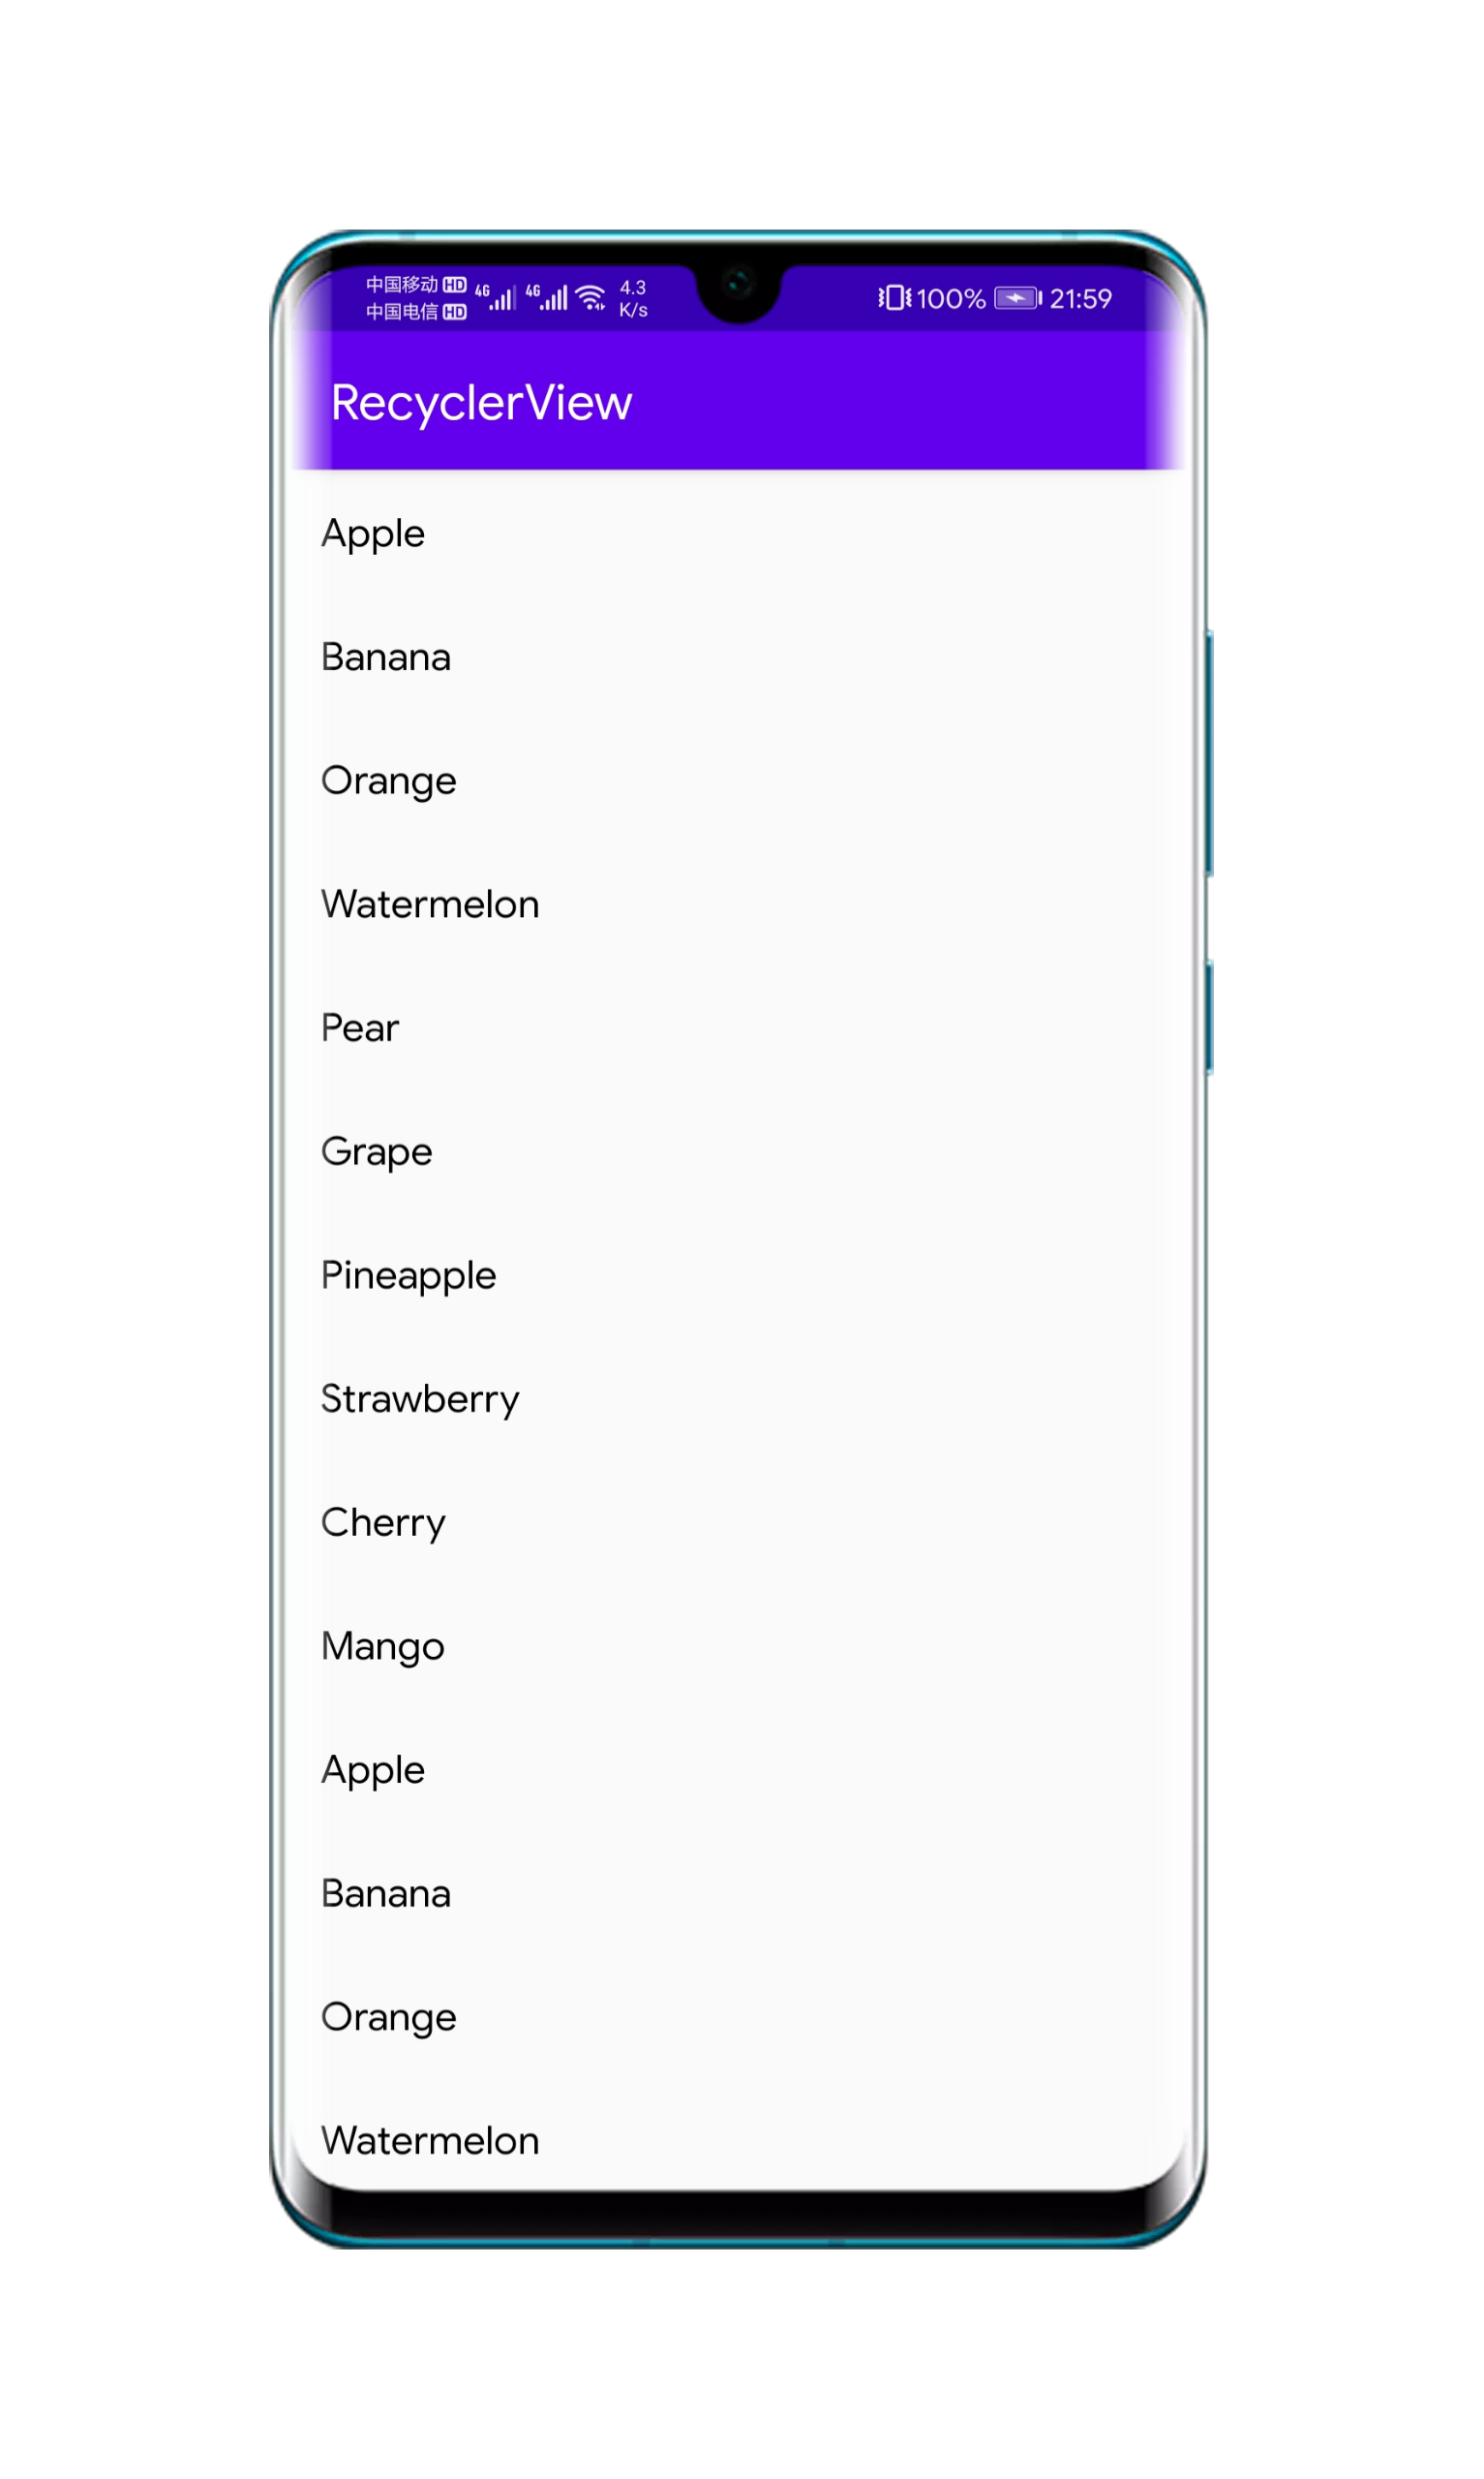 中国移动 HD
中国电信 HD
4G 4G
4.3
K/s
100% 21:59
RecyclerView
Apple
Banana
Orange
Watermelon
Pear
Grape
Pineapple
Strawberry
Cherry
Mango
Apple
Banana
Orange
Watermelon